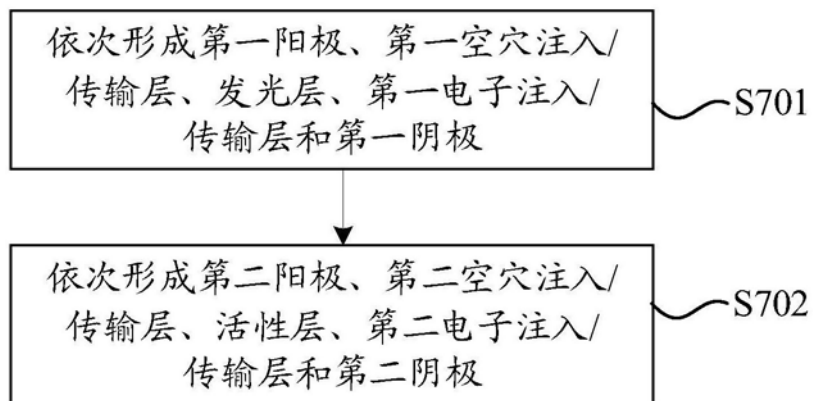 依次形成第一阳极、第一空穴注入/
传输层、发光层、第一电子注入/
传输层和第一阴极
S701
依次形成第二阳极、第二空穴注入/
传输层、活性层、第二电子注入/
传输层和第二阴极
S702